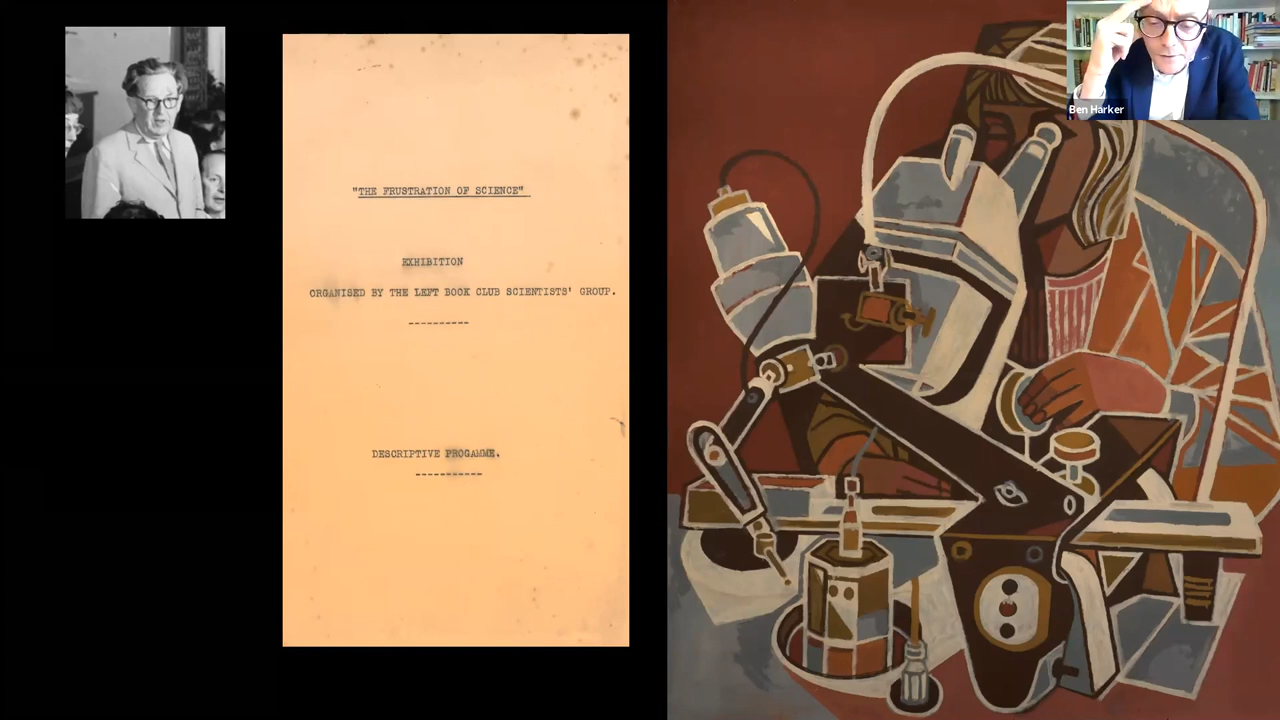 "THE FRUSTRATION OF SCIENCE"
EXHIBITION
ORGANISED BY THE LEFT BOOK CLUB SCIENTISTS' GROUP.
DESCRIPTIVE PROGAMME.
Ben Harker